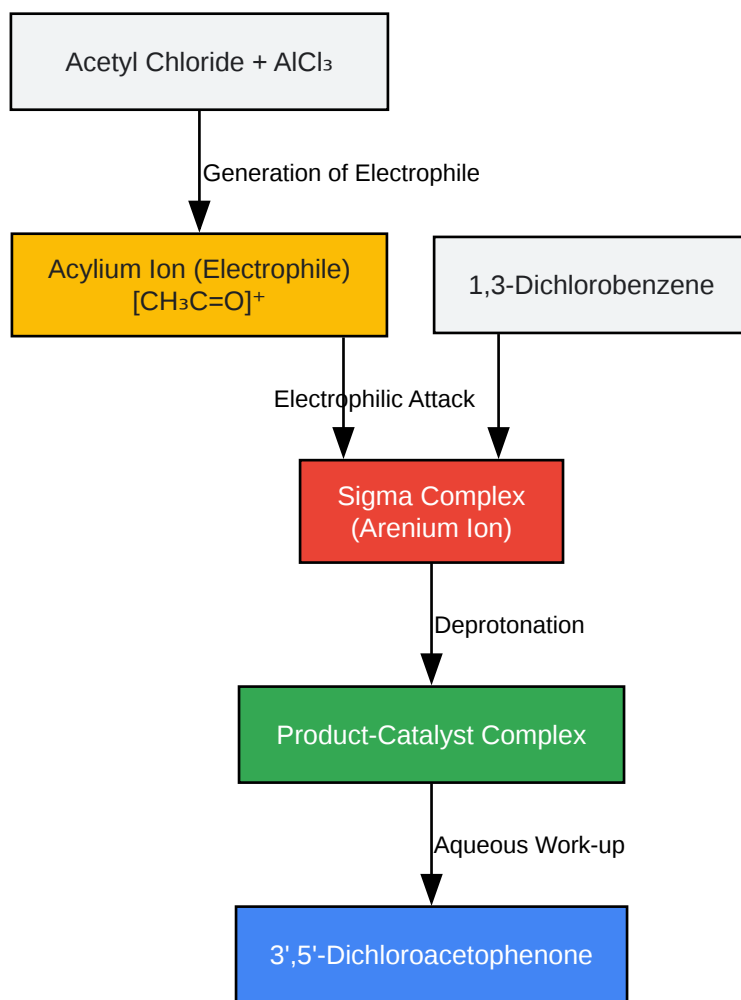 Acetyl Chloride + AlCl₃
Generation of Electrophile
Acylium Ion (Electrophile)
[CH₃C=O]⁺
1,3-Dichlorobenzene
Electrophilic Attack
Sigma Complex
(Arenium Ion)
Deprotonation
Product-Catalyst Complex
Aqueous Work-up
3',5'-Dichloroacetophenone